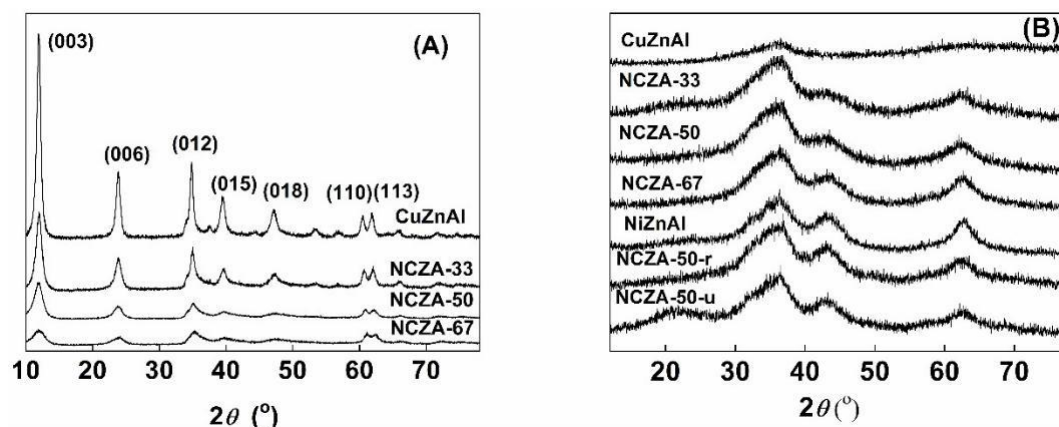 (A)
(003)
(006)
(012)
(015)
(018)
(110)
(113)
CuZnAl
NCZA-33
NCZA-50
NCZA-67
10 20 30 40 50 60 70
2θ (°)
(B)
CuZnAl
NCZA-33
NCZA-50
NCZA-67
NiZnAl
NCZA-50-r
NCZA-50-u
20 30 40 50 60 70
2θ (°)